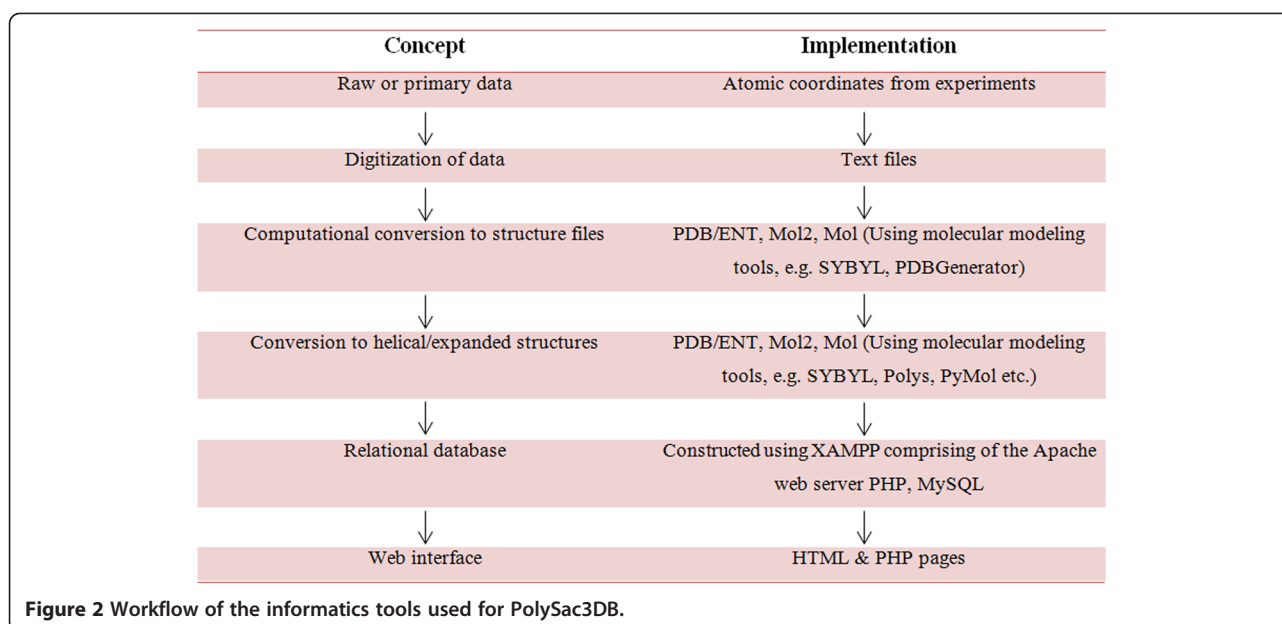 Concept Implementation
Raw or primary data Atomic coordinates from experiments
Digitization of data Text files
Computational conversion to structure files PDB/ENT, Mol2, Mol (Using molecular modeling
tools, e.g. SYBYL, PDBGenerator)
Conversion to helical/expanded structures PDB/ENT, Mol2, Mol (Using molecular modeling
tools, e.g. SYBYL, Polys, PyMol etc.)
Relational database Constructed using XAMPP comprising of the Apache
web server PHP, MySQL
Web interface HTML & PHP pages
Figure 2 Workflow of the informatics tools used for PolySac3DB.